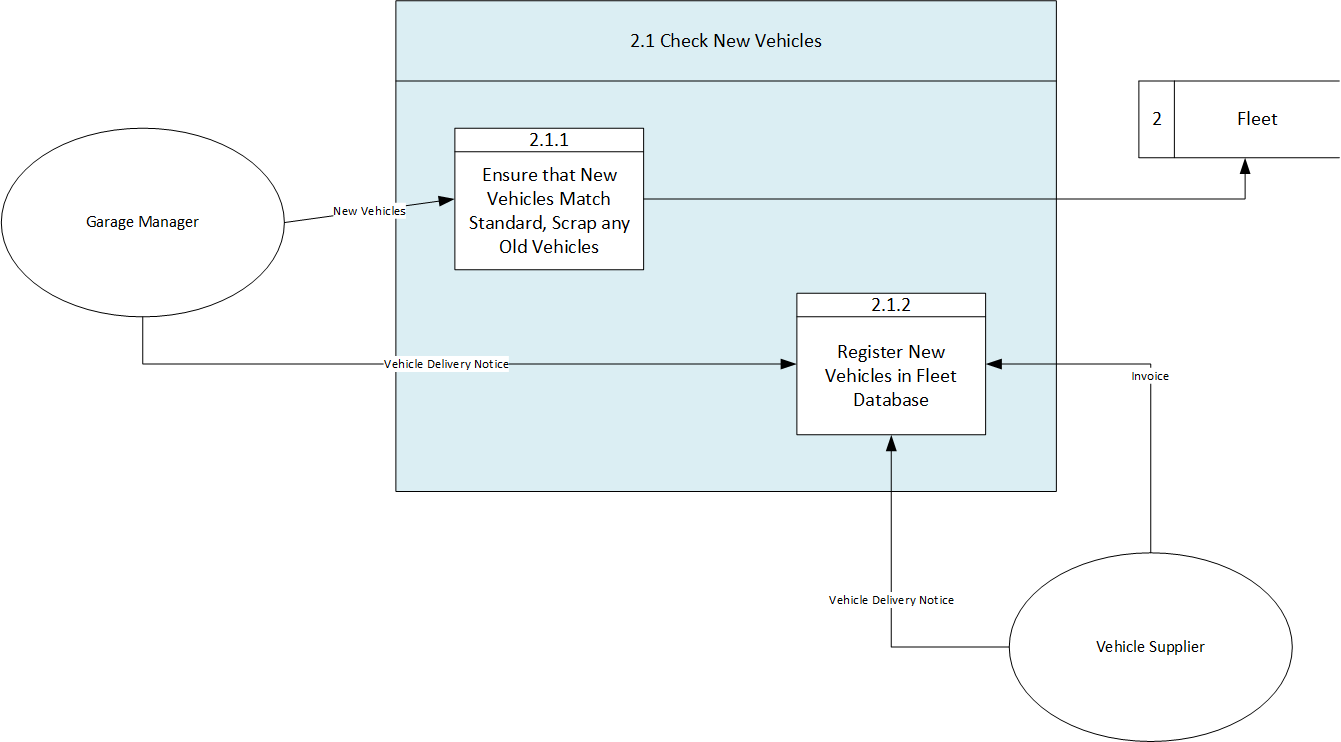 2.1 Check New Vehicles
2
Fleet
2.1.1
Ensure that New
Vehicles Match
Standard, Scrap any
Old Vehicles
Garage Manager
New Vehicles
2.1.2
Register New
Vehicles in Fleet
Database
Vehicle Delivery Notice
Invoice
Vehicle Delivery Notice
Vehicle Supplier